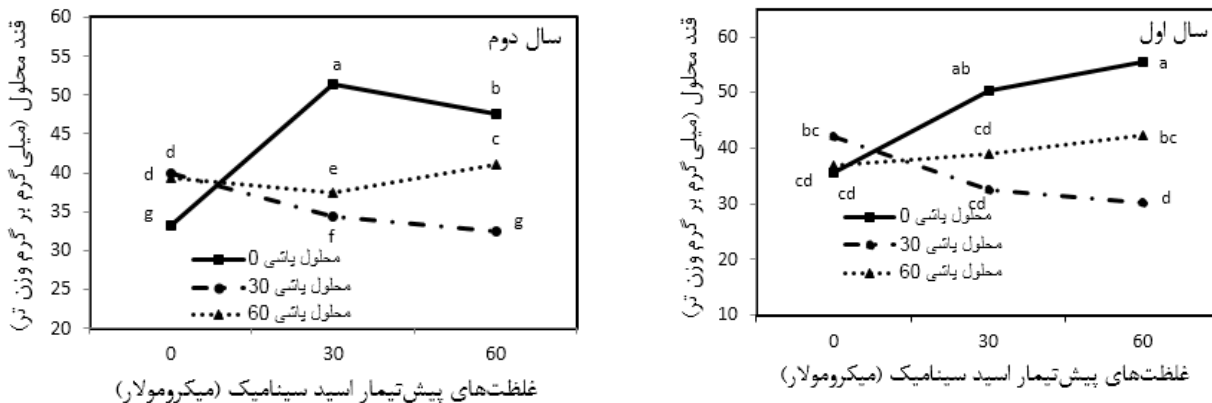 سال اول
قند محلول (میلی گرم بر گرم وزن تر)
60
50
40
30
20
10
a
ab
bc
cd
bc
cd
cd
cd
d
محلول پاشی 0
محلول پاشی 30
محلول پاشی 60
0
30
60
غلظت‌های پیش‌تیمار اسید سینامیک (میکرومولار)
سال دوم
قند محلول (میلی گرم بر گرم وزن تر)
60
55
50
45
40
35
30
25
20
a
b
c
d
d
e
g
f
g
محلول پاشی 0
محلول پاشی 30
محلول پاشی 60
0
30
60
غلظت‌های پیش‌تیمار اسید سینامیک (میکرومولار)